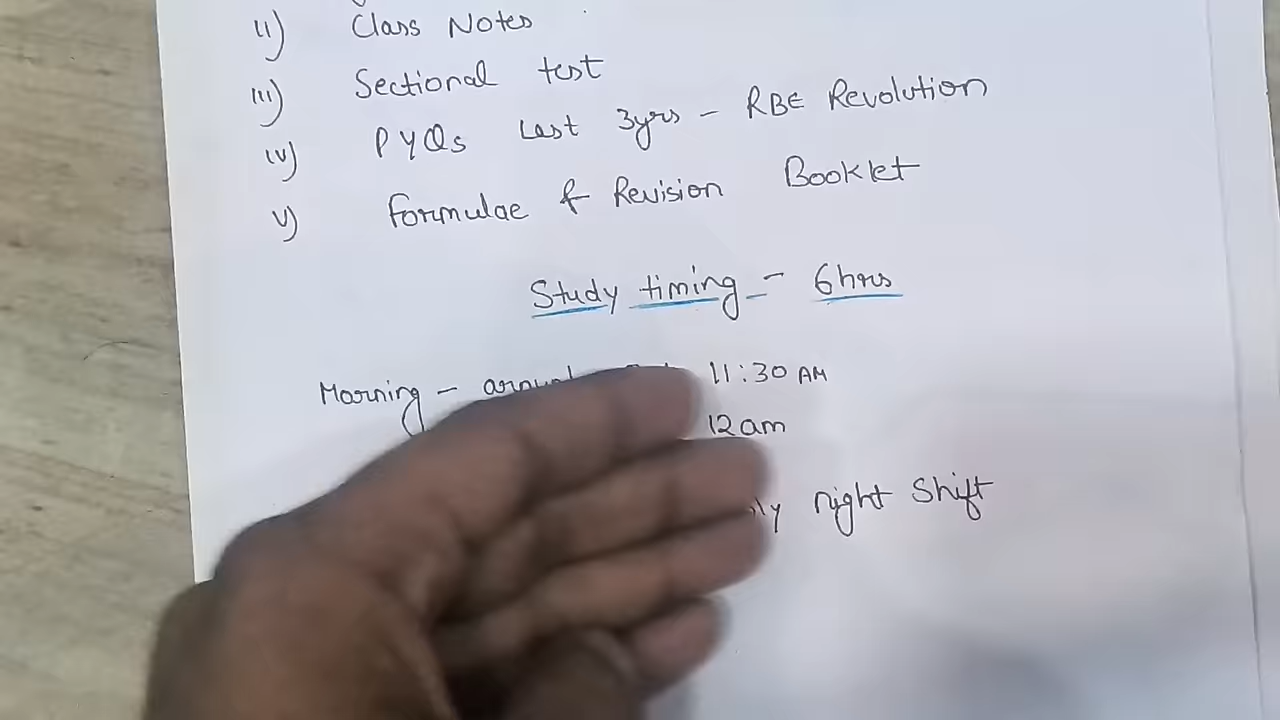 II) Class Notes
III) Sectional test
IV) PYQs Last 3yrs - RBE Revolution
V) Formulae & Revision Booklet
Study timing - 6hrs
Morning - 11:30 AM
12am
night Shift